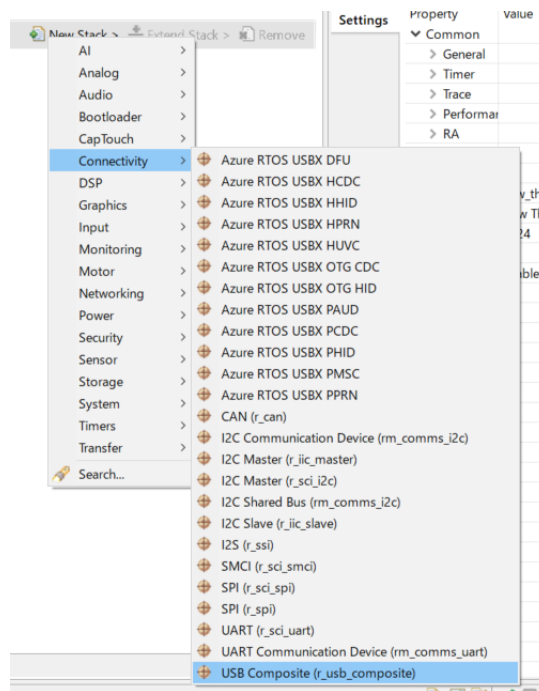 New Stack > Extend Stack > Remove
AI >
Analog >
Audio >
Bootloader >
CapTouch >
Connectivity >
DSP >
Graphics >
Input >
Monitoring >
Motor >
Networking >
Power >
Security >
Sensor >
Storage >
System >
Timers >
Transfer >
Search...
Azure RTOS USBX DFU
Azure RTOS USBX HCDC
Azure RTOS USBX HHID
Azure RTOS USBX HPRN
Azure RTOS USBX HUVC
Azure RTOS USBX OTG CDC
Azure RTOS USBX OTG HID
Azure RTOS USBX PAUD
Azure RTOS USBX PCDC
Azure RTOS USBX PHID
Azure RTOS USBX PMSC
Azure RTOS USBX PPRN
CAN (r_can)
I2C Communication Device (rm_comms_i2c)
I2C Master (r_iic_master)
I2C Master (r_sci_i2c)
I2C Shared Bus (rm_comms_i2c)
I2C Slave (r_iic_slave)
I2S (r_ssi)
SMCI (r_sci_smci)
SPI (r_sci_spi)
SPI (r_spi)
UART (r_sci_uart)
UART Communication Device (rm_comms_uart)
USB Composite (r_usb_composite)
Settings
Property Value
Common
> General
> Timer
> Trace
> Performar
> RA